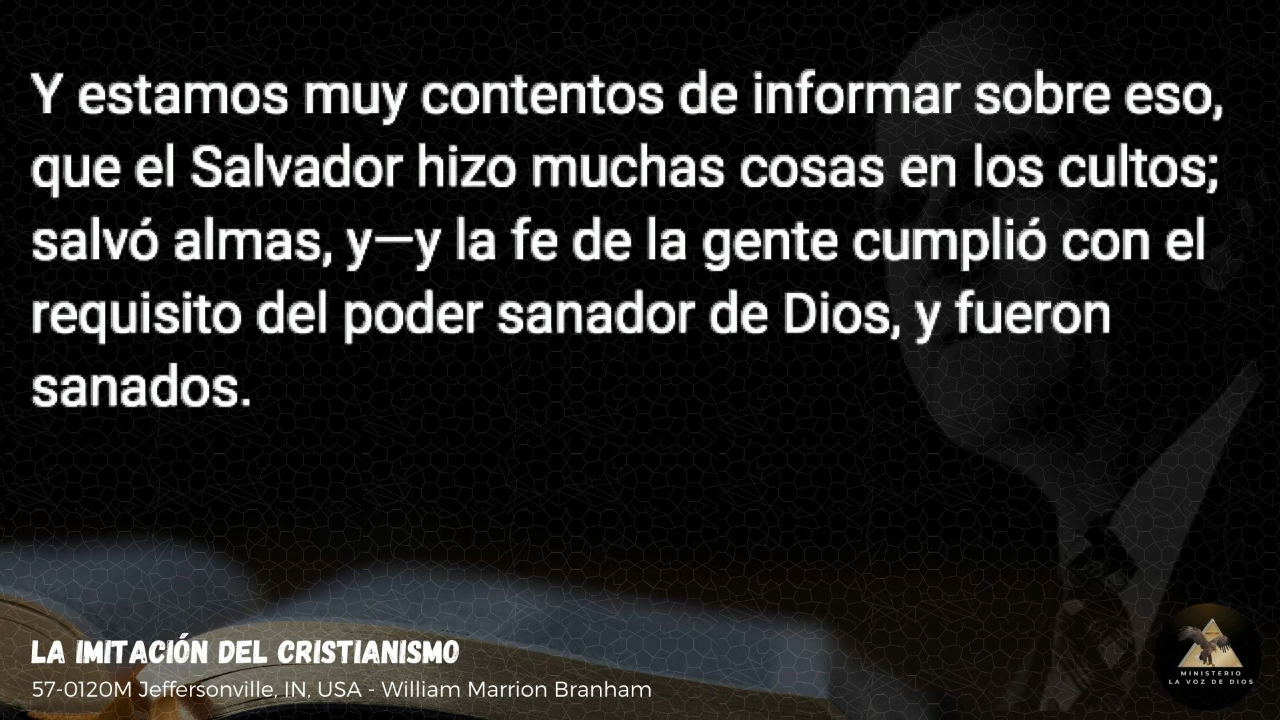 Y estamos muy contentos de informar sobre eso,
que el Salvador hizo muchas cosas en los cultos;
salvó almas, y—y la fe de la gente cumplió con el
requisito del poder sanador de Dios, y fueron
sanados.
LA IMITACIÓN DEL CRISTIANISMO
57-0120M Jeffersonville, IN, USA - William Marrion Branham
MINISTERIO
LA VOZ DE DIOS